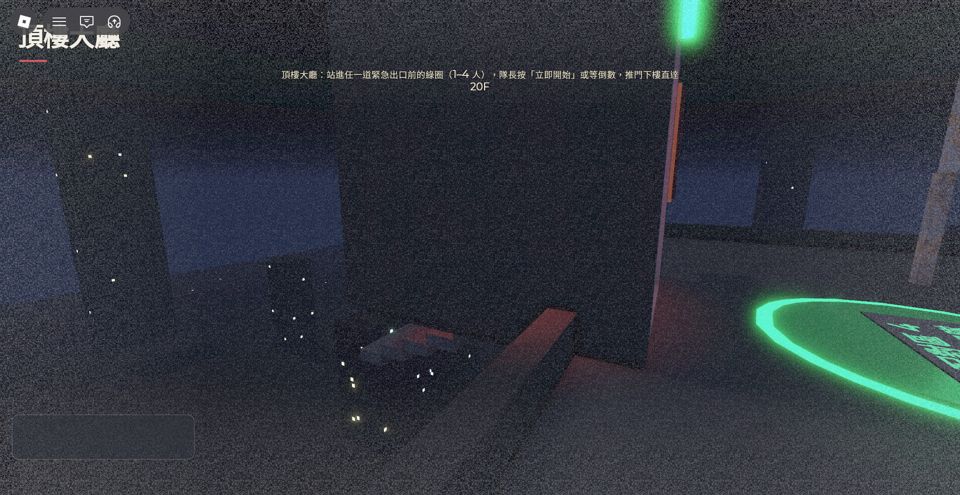 頂樓大廳
頂樓大廳：站進任一道緊急出口前的綠圈（1–4 人），隊長按「立即開始」或等倒數，推門下樓直達
20F